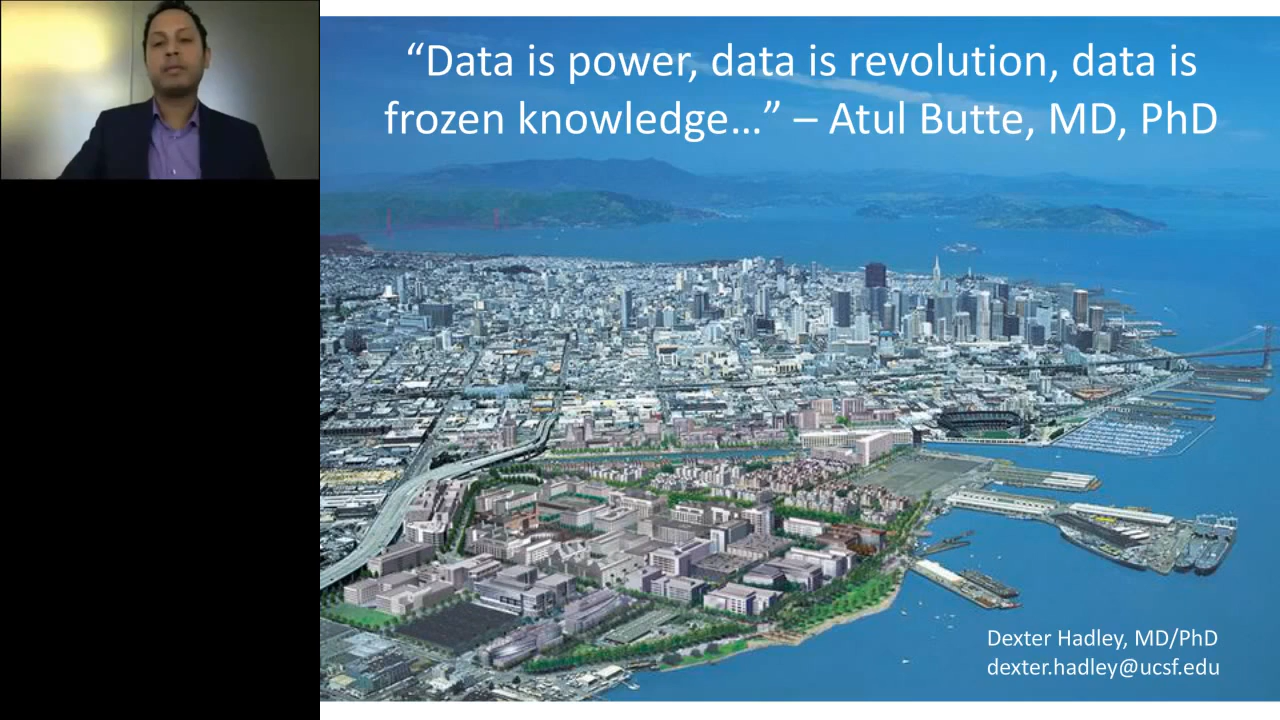 “Data is power, data is revolution, data is
frozen knowledge…” – Atul Butte, MD, PhD
Dexter Hadley, MD/PhD
dexter.hadley@ucsf.edu